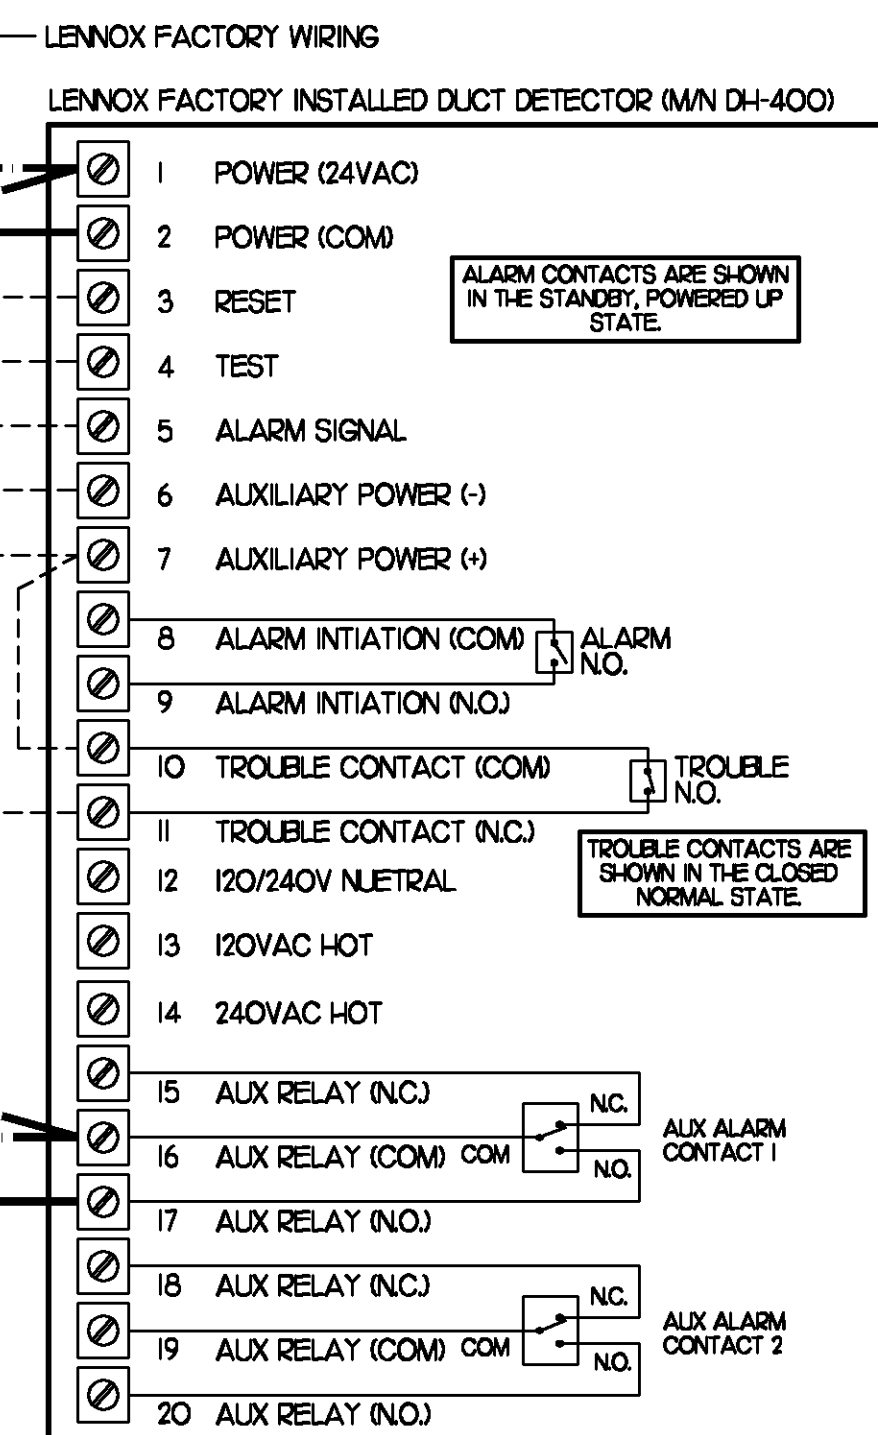 LENNOX FACTORY WIRING
LENNOX FACTORY INSTALLED DUCT DETECTOR (M/N DH-400)
1 POWER (24VAC)
2 POWER (COM)
ALARM CONTACTS ARE SHOWN
IN THE STANDBY, POWERED UP
STATE.
3 RESET
4 TEST
5 ALARM SIGNAL
6 AUXILIARY POWER (-)
7 AUXILIARY POWER (+)
8 ALARM INTIATION (COM)
ALARM
N.O.
9 ALARM INTIATION (N.O.)
10 TROUBLE CONTACT (COM)
TROUBLE
N.O.
11 TROUBLE CONTACT (N.C.)
TROUBLE CONTACTS ARE
SHOWN IN THE CLOSED
NORMAL STATE.
12 120/240V NUETRAL
13 120VAC HOT
14 240VAC HOT
15 AUX RELAY (N.C.)
N.C.
16 AUX RELAY (COM) COM
N.O.
AUX ALARM
CONTACT 1
17 AUX RELAY (N.O.)
18 AUX RELAY (N.C.)
N.C.
19 AUX RELAY (COM) COM
N.O.
AUX ALARM
CONTACT 2
20 AUX RELAY (N.O.)